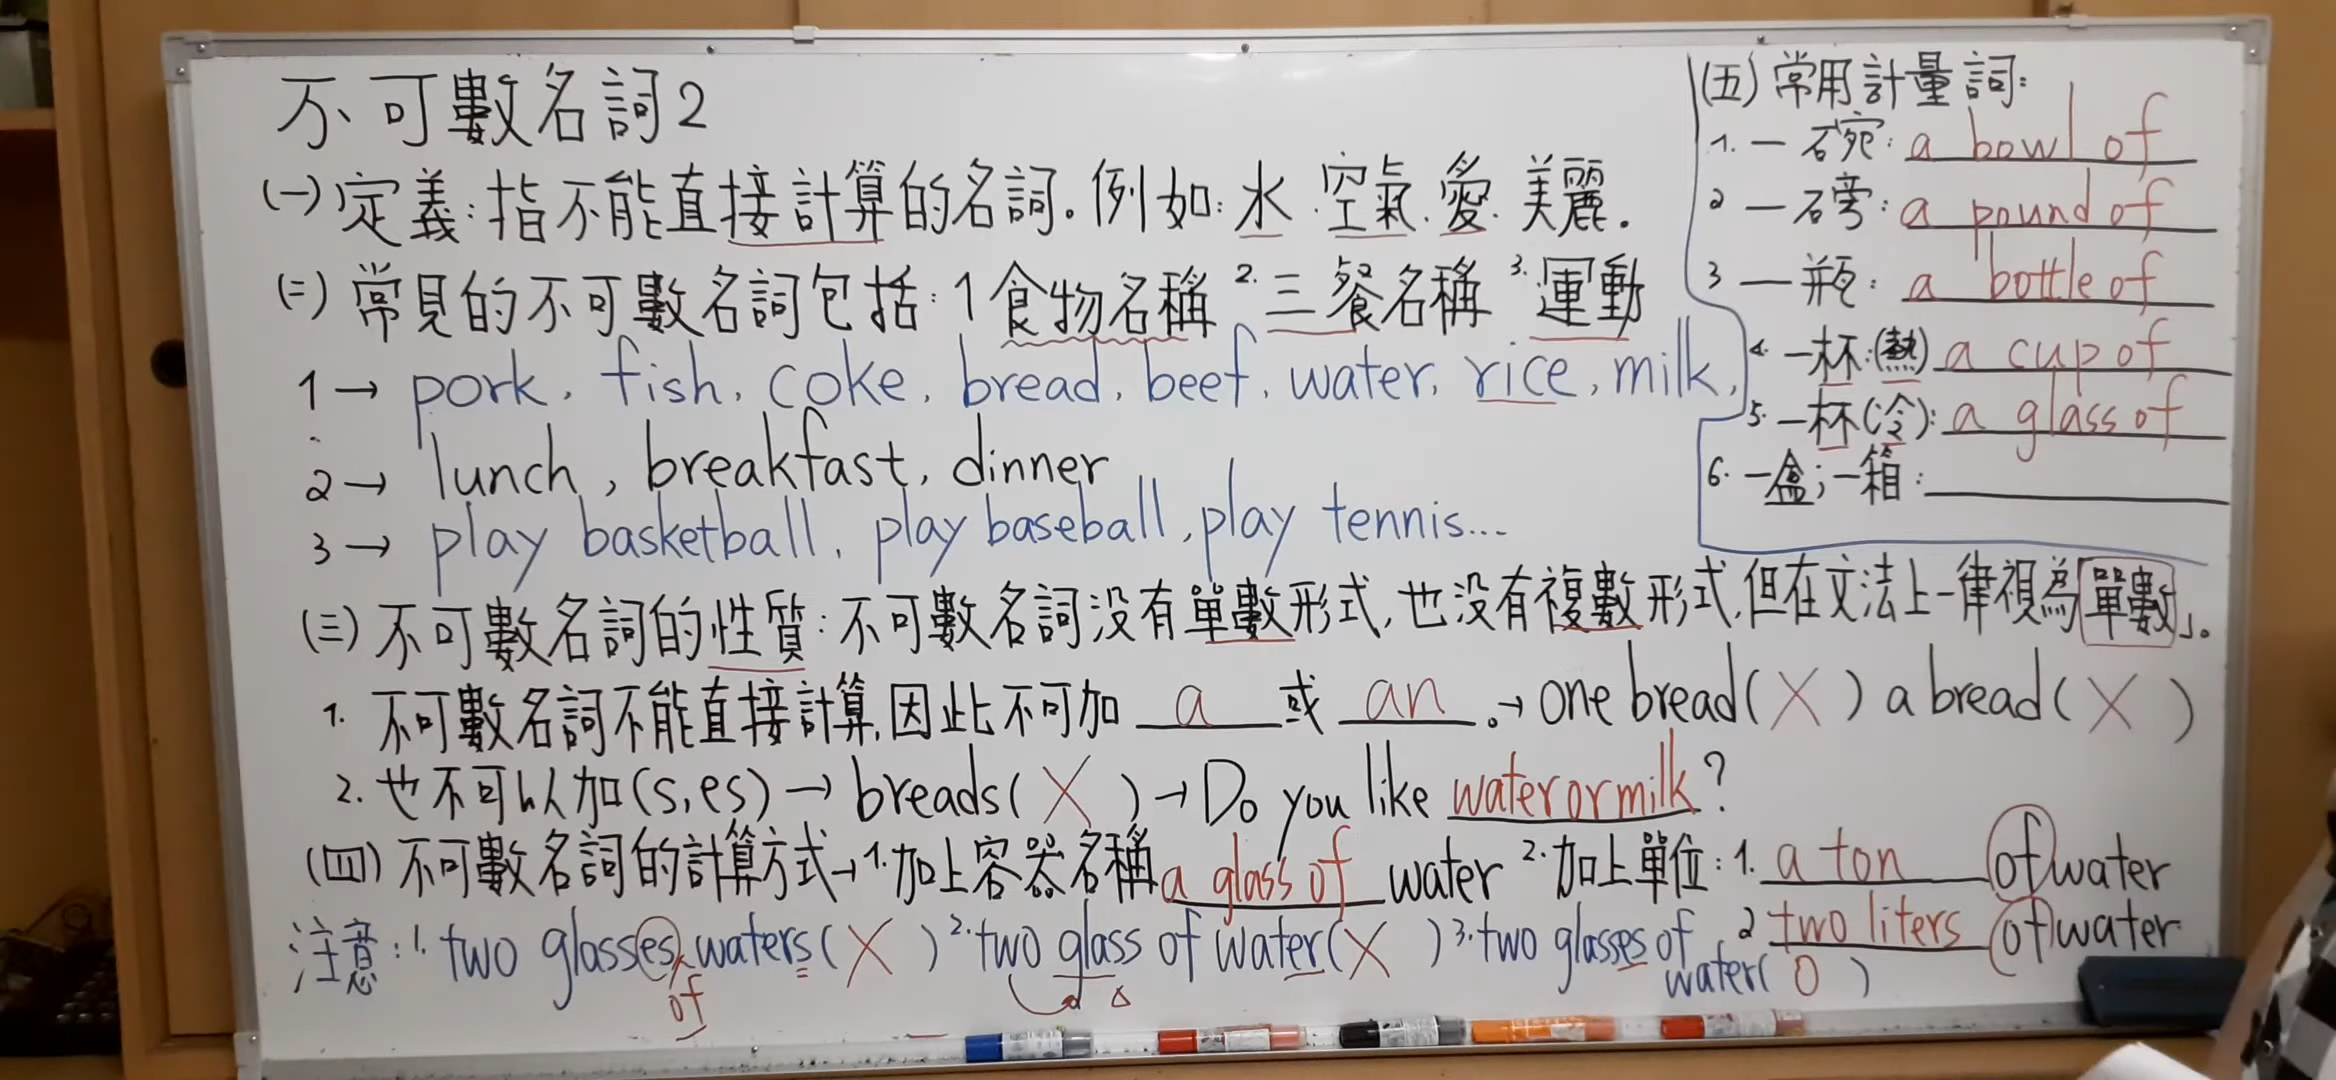 不可數名詞2
(一)定義:指不能直接計算的名詞。例如:水.空氣.愛.美麗.
(二)常見的不可數名詞包括:1食物名稱 2.三餐名稱 3.運動
1→ pork, fish, coke, bread, beef, water, rice, milk,
2→ lunch, breakfast, dinner
3→ play basketball, play baseball, play tennis...
(三)不可數名詞的性質:不可數名詞没有單數形式,也没有複數形式,但在文法上一律視為「單數」。
1. 不可數名詞不能直接計算,因此不可加 a 或 an 。→ one bread(X) a bread(X)
2. 也不可以加(s,es)→ breads(X)→ Do you like water or milk?
(四)不可數名詞的計算方式→1.加上容器名稱 a glass of water 2.加上單位:1. a ton of water
2 two liters of water
注意:1. two glasses of waters(X) 2. two glass of water(X) 3. two glasses of water(O)
(五)常用計量詞:
1. 一碗: a bowl of
2 一磅: a pound of
3 一瓶: a bottle of
4. 一杯:(熱) a cup of
5. 一杯(冷): a glass of
6. 一盒;一箱: